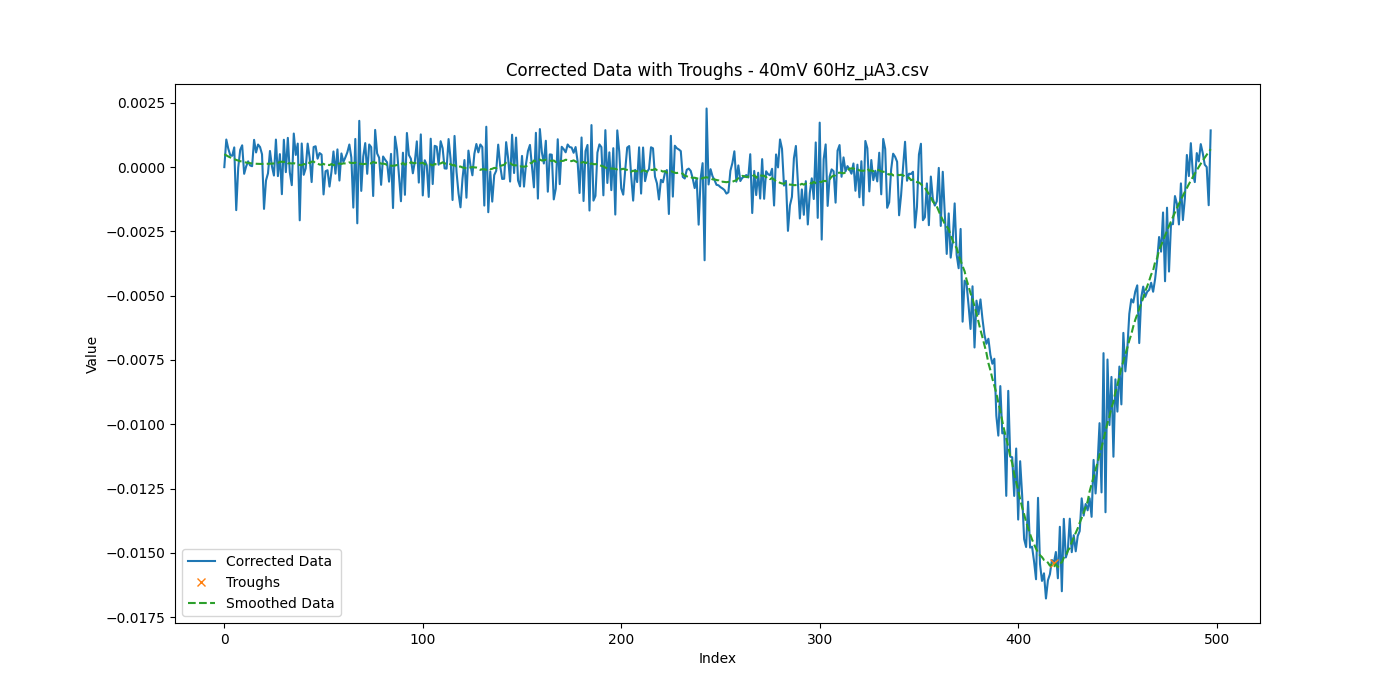 Corrected Data with Troughs - 40mV 60Hz_μA3.csv
0.0025
0.0000
−0.0025
−0.0050
−0.0075
−0.0100
−0.0125
−0.0150
−0.0175
Value
Corrected Data
Troughs
Smoothed Data
0
100
200
300
400
500
Index